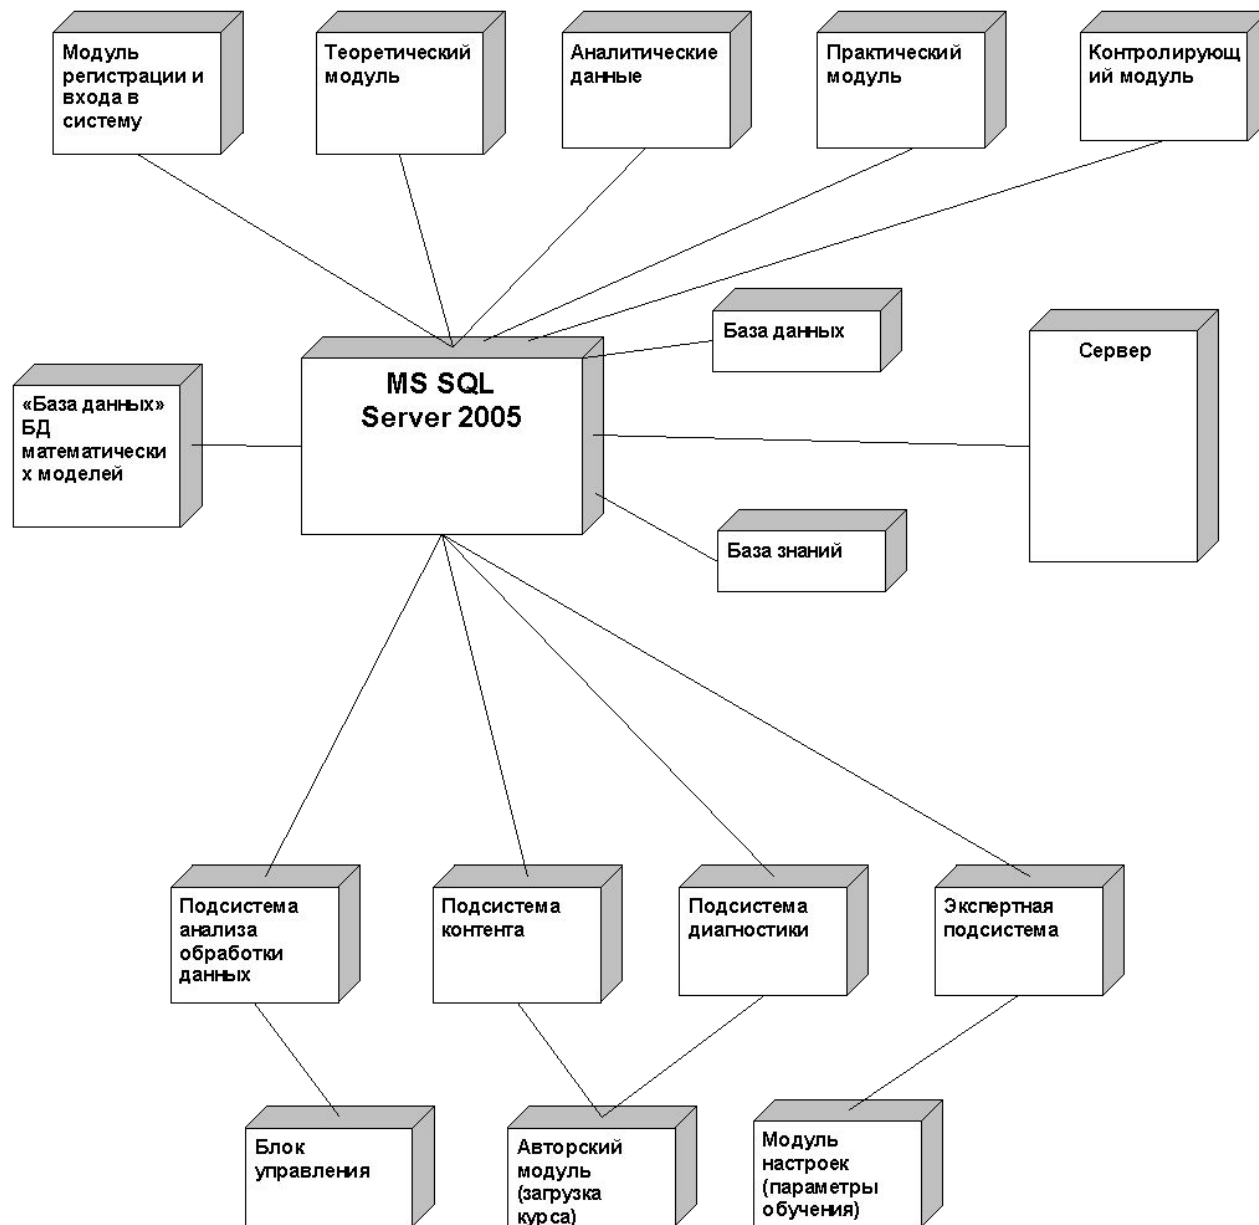 Модуль
регистрации и
входа в
систему
Теоретический
модуль
Аналитические
данные
Практический
модуль
Контролирующ
ий модуль
База данных
Сервер
MS SQL
Server 2005
«База данных»
БД
математически
х моделей
База знаний
Подсистема
анализа
обработки
данных
Подсистема
контента
Подсистема
диагностики
Экспертная
подсистема
Блок
управления
Авторский
модуль
(загрузка
курса)
Модуль
настроек
(параметры
обучения)